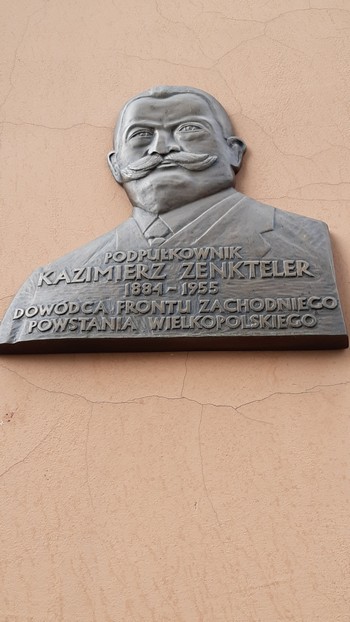 PODPUŁKOWNIK
KAZIMIERZ ZENKTELER
1884-1955
DOWÓDCA FRONTU ZACHODNIEGO
POWSTANIA WIELKOPOLSKIEGO